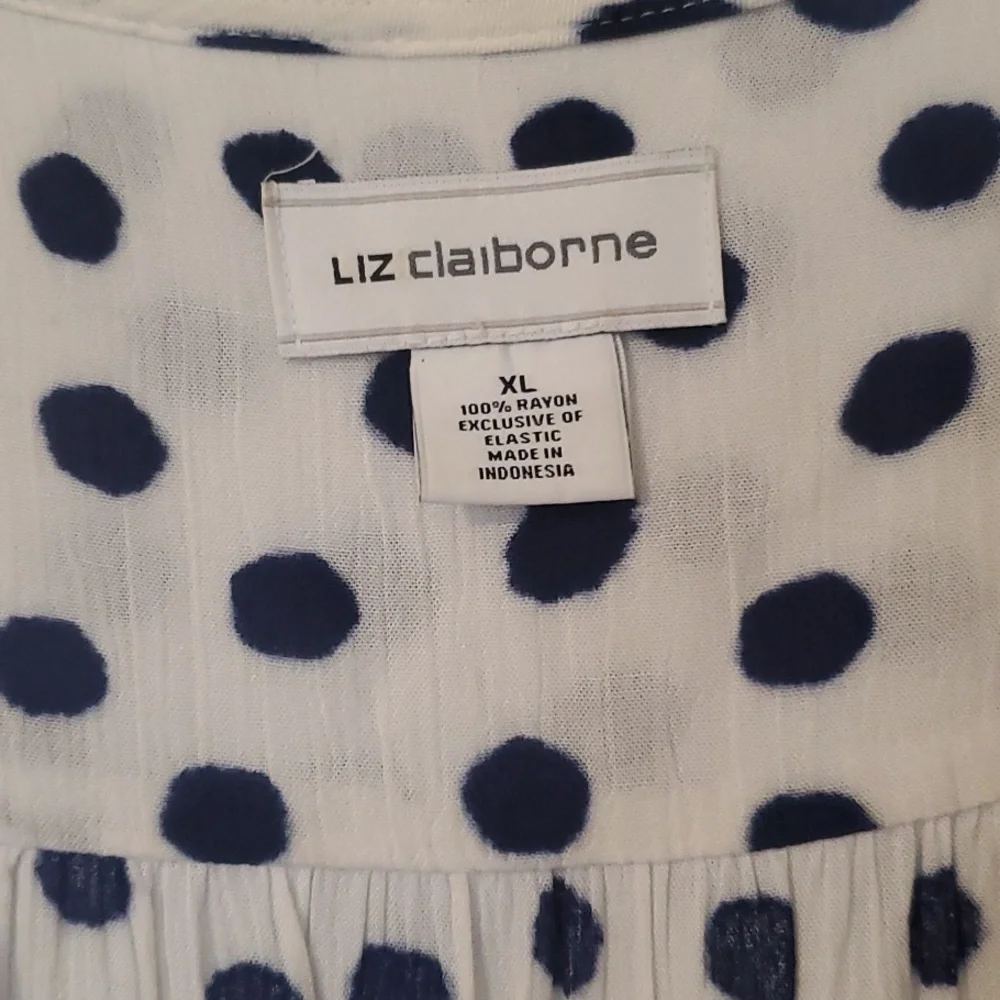 LIZ claiborne
XL
100% RAYON
EXCLUSIVE OF
ELASTIC
MADE IN
INDONESIA